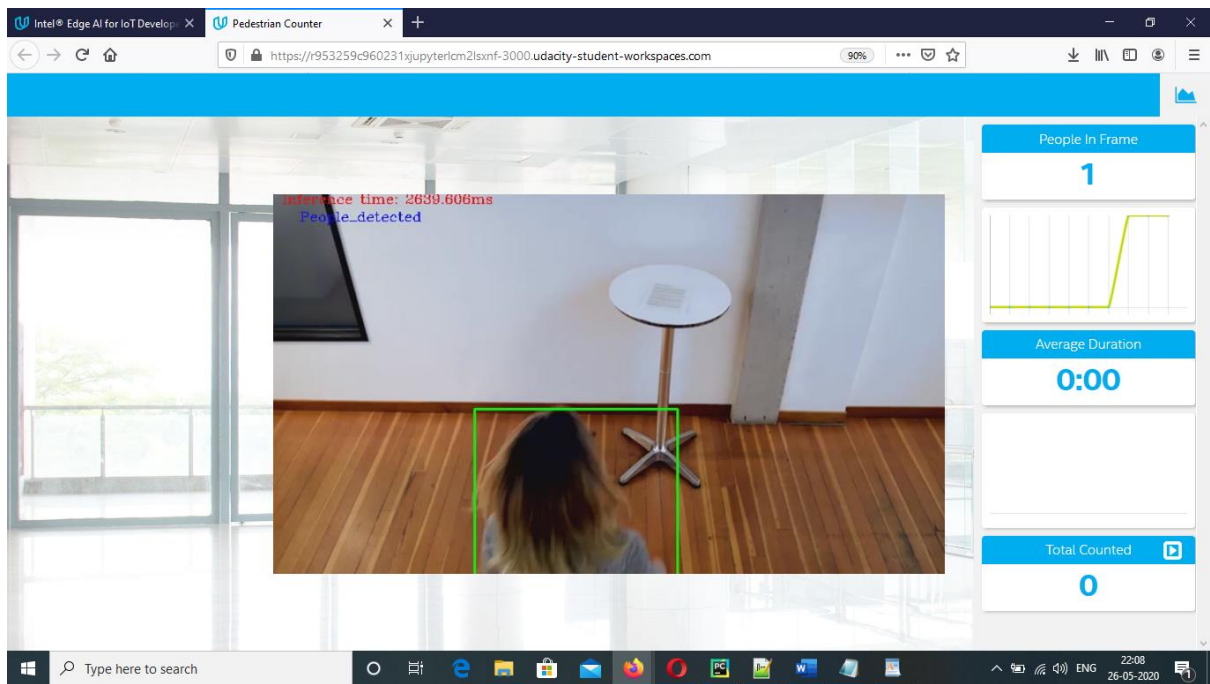 Intel® Edge AI for IoT Develop
Pedestrian Counter
https://r953259c960231xjupyterlcm2lsxnf-3000.udacity-student-workspaces.com
90%
People In Frame
1
Inference time: 2639.606ms
People_detected
Average Duration
0:00
Total Counted
0
Type here to search
ENG
22:08
26-05-2020